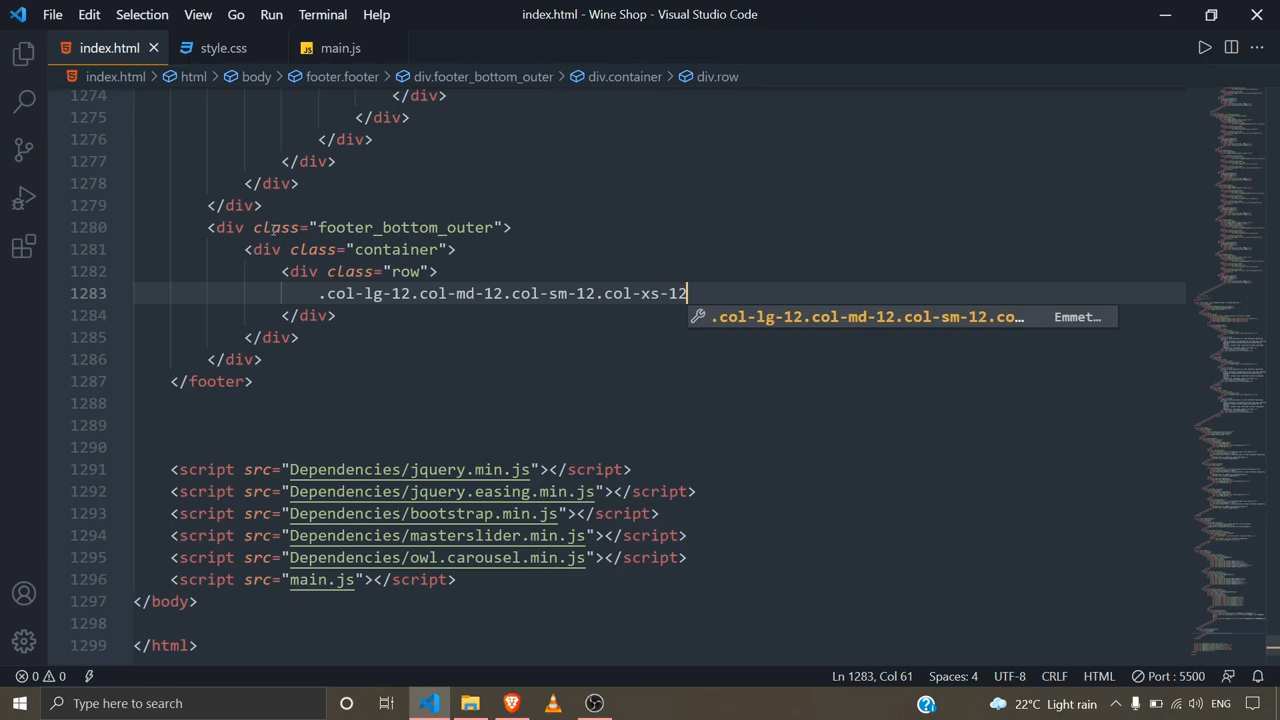 File Edit Selection View Go Run Terminal Help index.html - Wine Shop - Visual Studio Code
index.html style.css main.js
index.html > html > body > footer.footer > div.footer_bottom_outer > div.container > div.row
1274 </div>
1275 </div>
1276 </div>
1277 </div>
1278 </div>
1279 </div>
1280 <div class="footer_bottom_outer">
1281 <div class="container">
1282 <div class="row">
1283 .col-lg-12.col-md-12.col-sm-12.col-xs-12
.col-lg-12.col-md-12.col-sm-12.co… Emmet…
1284 </div>
1285 </div>
1286 </div>
1287 </footer>
1288
1289
1290
1291 <script src="Dependencies/jquery.min.js"></script>
1292 <script src="Dependencies/jquery.easing.min.js"></script>
1293 <script src="Dependencies/bootstrap.min.js"></script>
1294 <script src="Dependencies/masterslider.min.js"></script>
1295 <script src="Dependencies/owl.carousel.min.js"></script>
1296 <script src="main.js"></script>
1297 </body>
1298
1299 </html>
0 0 Ln 1283, Col 61 Spaces: 4 UTF-8 CRLF HTML Port : 5500
Type here to search 22°C Light rain ENG